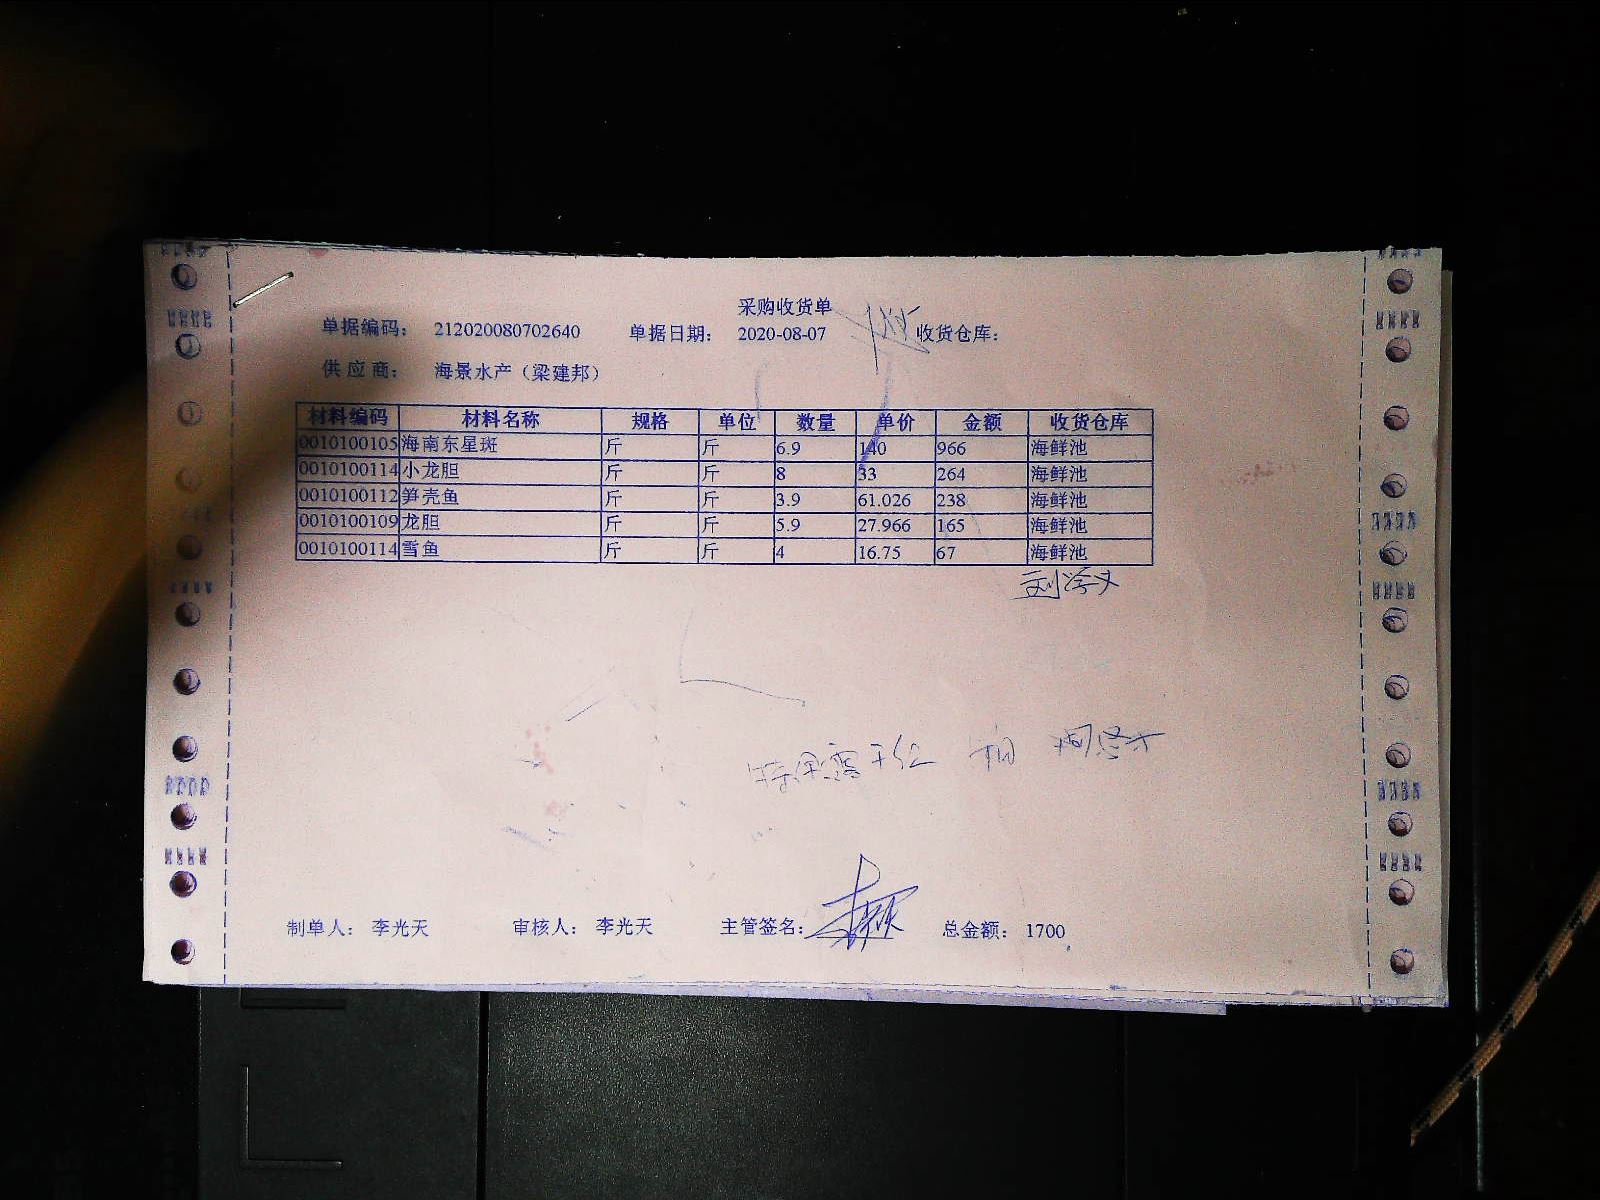 采购收货单
单据编码： 212020080702640 单据日期： 2020-08-07 收货仓库：
供 应 商： 海景水产（梁建邦）
材料编码 材料名称 规格 单位 数量 单价 金额 收货仓库
0010100105 海南东星斑 斤 斤 6.9 140 966 海鲜池
0010100114 小龙胆 斤 斤 8 33 264 海鲜池
0010100112 笋壳鱼 斤 斤 3.9 61.026 238 海鲜池
0010100109 龙胆 斤 斤 5.9 27.966 165 海鲜池
0010100114 雪鱼 斤 斤 4 16.75 67 海鲜池
制单人： 李光天 审核人： 李光天 主管签名： 总金额： 1700